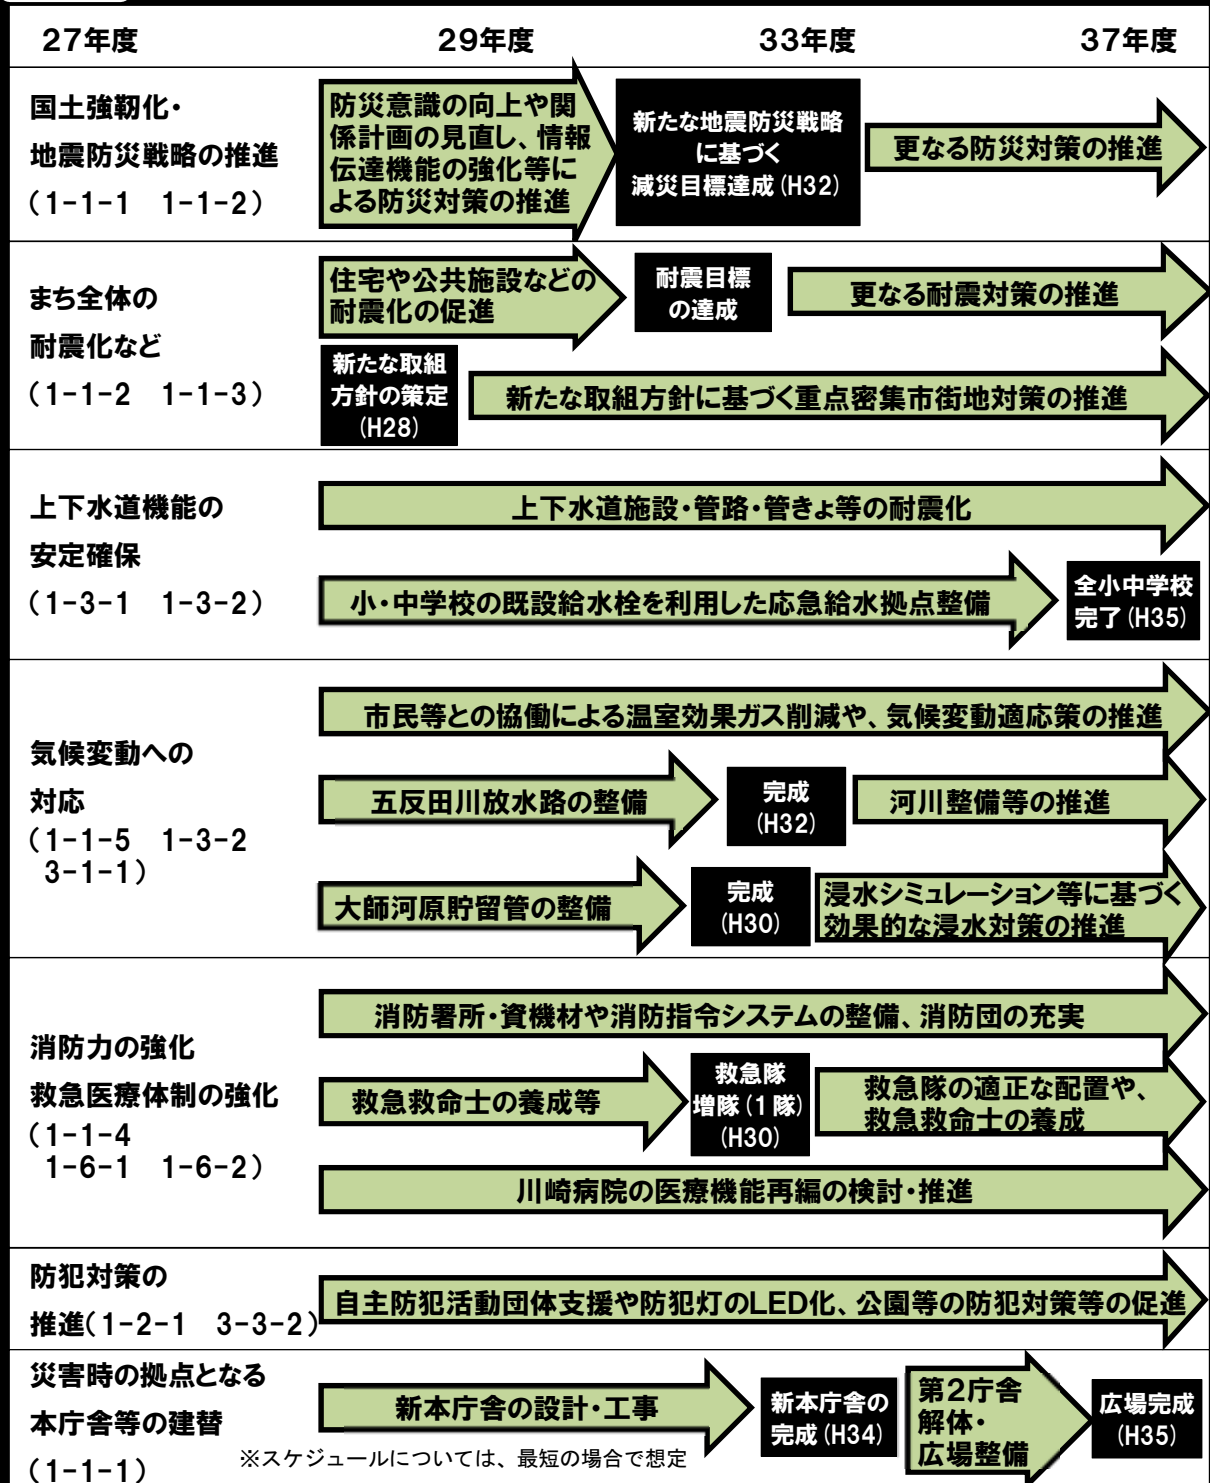 27年度 29年度 33年度 37年度
国土強靭化・
地震防災戦略の推進
(1-1-1 1-1-2)
防災意識の向上や関
係計画の見直し、情報
伝達機能の強化等に
よる防災対策の推進
新たな地震防災戦略
に基づく
減災目標達成(H32)
更なる防災対策の推進
まち全体の
耐震化など
(1-1-2 1-1-3)
住宅や公共施設などの
耐震化の促進
耐震目標
の達成
更なる耐震対策の推進
新たな取組
方針の策定
(H28)
新たな取組方針に基づく重点密集市街地対策の推進
上下水道機能の
安定確保
(1-3-1 1-3-2)
上下水道施設・管路・管きょ等の耐震化
小・中学校の既設給水栓を利用した応急給水拠点整備
全小中学校
完了(H35)
気候変動への
対応
(1-1-5 1-3-2
3-1-1)
市民等との協働による温室効果ガス削減や、気候変動適応策の推進
五反田川放水路の整備
完成
(H32)
河川整備等の推進
大師河原貯留管の整備
完成
(H30)
浸水シミュレーション等に基づく
効果的な浸水対策の推進
消防力の強化
救急医療体制の強化
(1-1-4
1-6-1 1-6-2)
消防署所・資機材や消防指令システムの整備、消防団の充実
救急救命士の養成等
救急隊
増隊(1隊)
(H30)
救急隊の適正な配置や、
救急救命士の養成
川崎病院の医療機能再編の検討・推進
防犯対策の
推進(1-2-1 3-3-2)
自主防犯活動団体支援や防犯灯のLED化、公園等の防犯対策等の促進
災害時の拠点となる
本庁舎等の建替
(1-1-1)
新本庁舎の設計・工事
新本庁舎の
完成(H34)
第2庁舎
解体・
広場整備
広場完成
(H35)
※スケジュールについては、最短の場合で想定